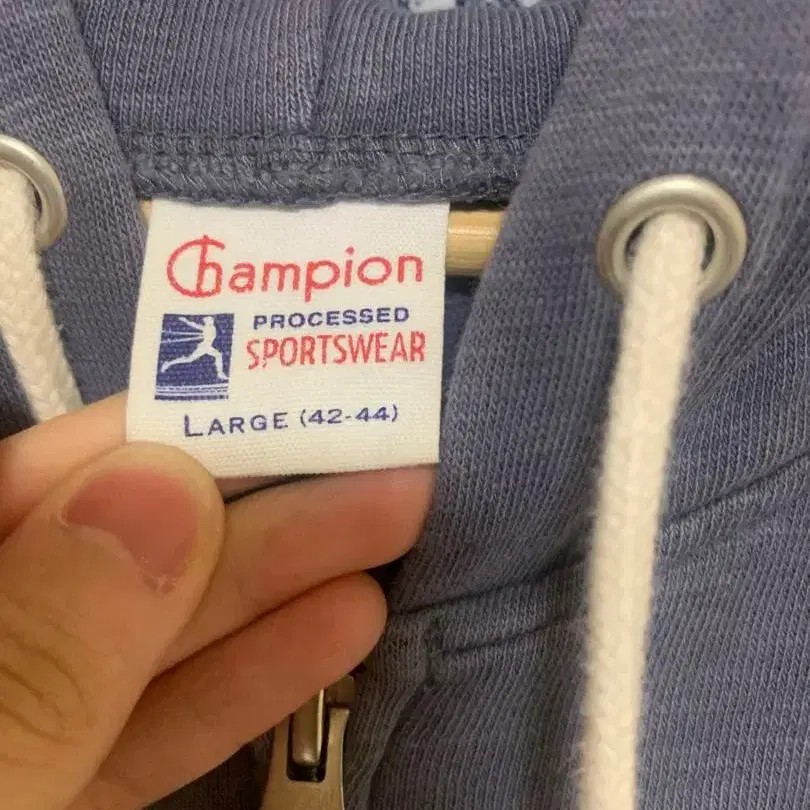 Champion
PROCESSED
SPORTSWEAR
LARGE (42-44)